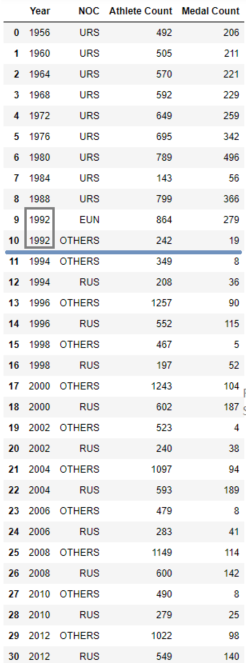 Year NOC Athlete Count Medal Count
0 1956 URS 492 206
1 1960 URS 505 211
2 1964 URS 570 221
3 1968 URS 592 229
4 1972 URS 649 259
5 1976 URS 695 342
6 1980 URS 789 496
7 1984 URS 143 56
8 1988 URS 799 366
9 1992 EUN 864 279
10 1992 OTHERS 242 19
11 1994 OTHERS 349 8
12 1994 RUS 208 36
13 1996 OTHERS 1257 90
14 1996 RUS 552 115
15 1998 OTHERS 467 5
16 1998 RUS 197 52
17 2000 OTHERS 1243 104
18 2000 RUS 602 187
19 2002 OTHERS 523 4
20 2002 RUS 240 38
21 2004 OTHERS 1097 94
22 2004 RUS 593 189
23 2006 OTHERS 479 8
24 2006 RUS 283 41
25 2008 OTHERS 1149 114
26 2008 RUS 600 142
27 2010 OTHERS 490 8
28 2010 RUS 279 25
29 2012 OTHERS 1022 98
30 2012 RUS 549 140